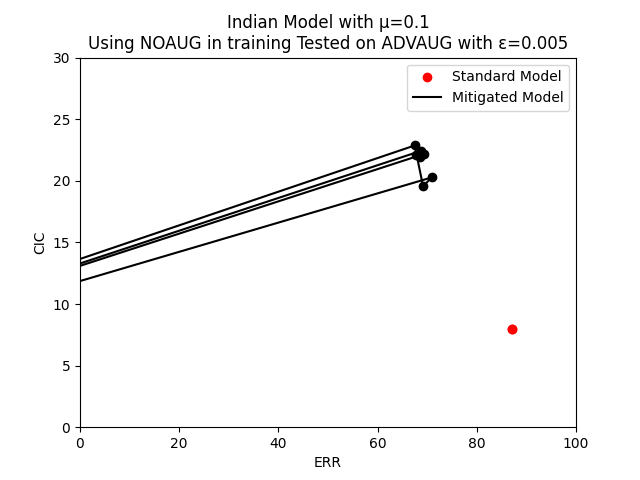 Indian Model with μ=0.1
Using NOAUG in training Tested on ADVAUG with ε=0.005
Standard Model
Mitigated Model
30
25
20
15
10
5
0
CIC
0 20 40 60 80 100
ERR